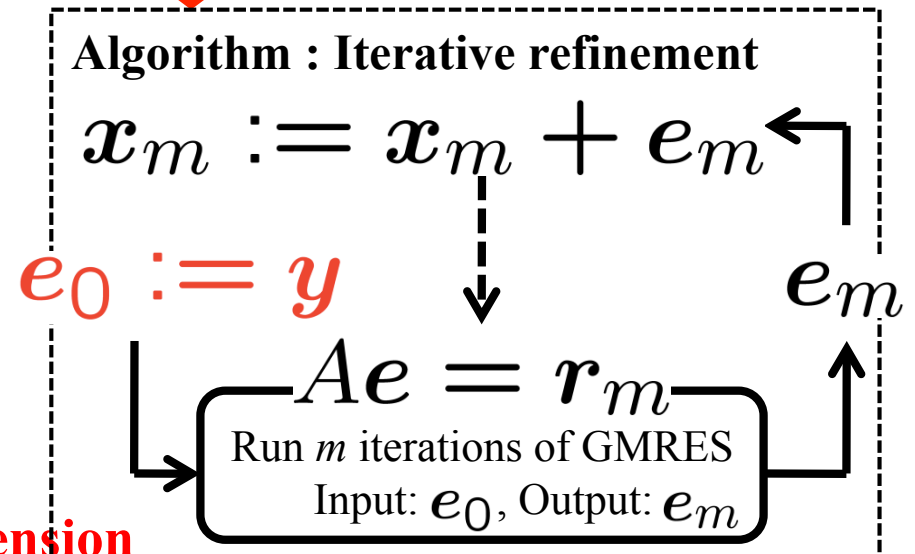 Algorithm : Iterative refinement
x_m := x_m + e_m
e_0 := y
e_m
Ae = r_m
Run m iterations of GMRES
Input: e_0, Output: e_m